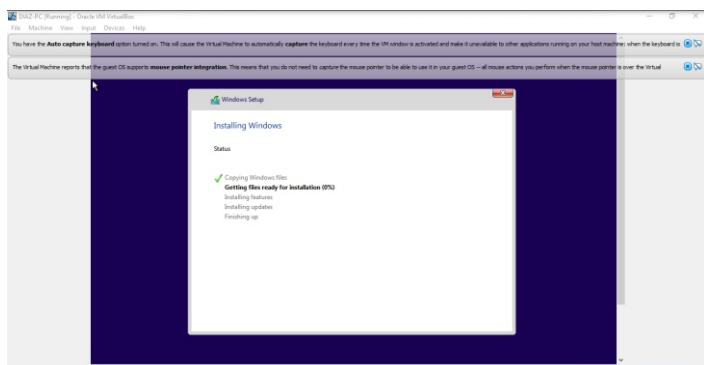 DIAZ-PC [Running] - Oracle VM VirtualBox
File Machine View Input Devices Help
You have the Auto capture keyboard option turned on. This will cause the Virtual Machine to automatically capture the keyboard every time the VM window is activated and make it unavailable to other applications running on your host machine: when the keyboard is
The Virtual Machine reports that the guest OS supports mouse pointer integration. This means that you do not need to capture the mouse pointer to be able to use it in your guest OS -- all mouse actions you perform when the mouse pointer is over the Virtual
Windows Setup
Installing Windows
Status
Copying Windows files
Getting files ready for installation (0%)
Installing features
Installing updates
Finishing up